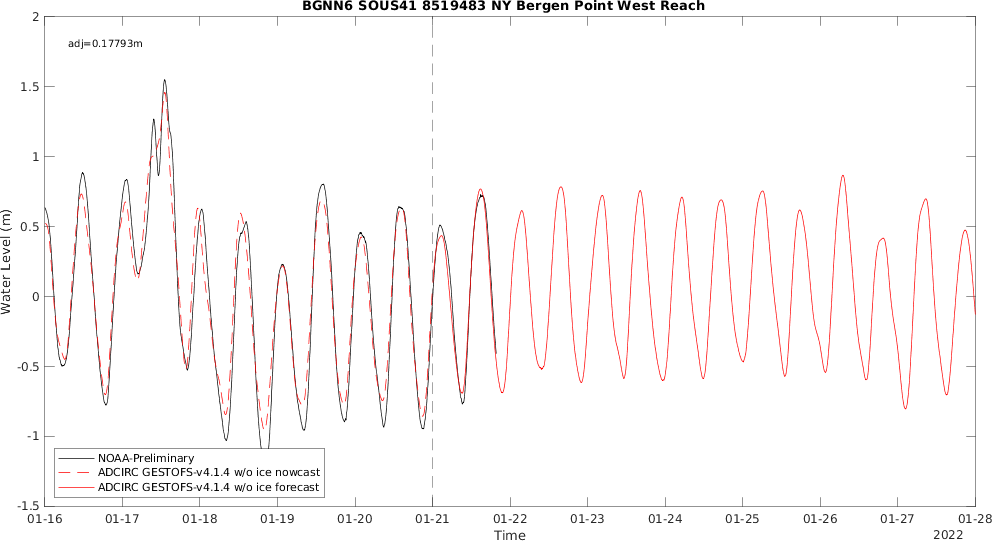 BGNN6 SOUS41 8519483 NY Bergen Point West Reach
adj=0.17793m
Water Level (m)
2
1.5
1
0.5
0
-0.5
-1
-1.5
NOAA-Preliminary
ADCIRC GESTOFS-v4.1.4 w/o ice nowcast
ADCIRC GESTOFS-v4.1.4 w/o ice forecast
01-16 01-17 01-18 01-19 01-20 01-21 01-22 01-23 01-24 01-25 01-26 01-27 01-28
Time
2022